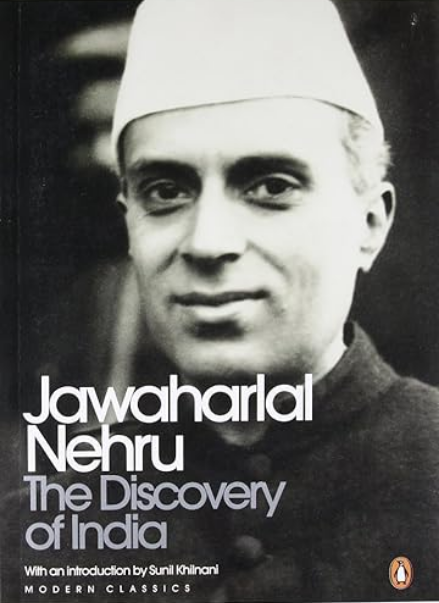 Jawaharlal
Nehru
The Discovery
of India
With an introduction by Sunil Khilnani
MODERN CLASSICS